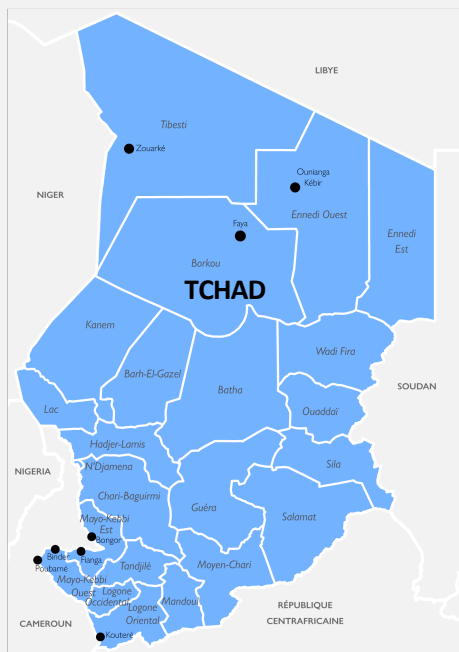 LIBYE
Tibesti
Zouarké
Ounianga
Kébir
NIGER
Ennedi Ouest
Faya
Ennedi
Est
Borkou
TCHAD
Kanem
Wadi Fira
Barh-El-Gazel
Batha
SOUDAN
Lac
Ouaddaï
Hadjer-Lamis
N'Djamena
Sila
NIGERIA
Chari-Baguirmi
Guéra
Salamat
Mayo-Kebbi
Est
Bongor
Binder
Fianga
Poubamé
Tandjilé
Moyen-Chari
Mayo-Kebbi
Ouest
Logone
Occidental
Mandoul
Logone
Oriental
RÉPUBLIQUE
CENTRAFRICAINE
CAMEROUN
Kouteré